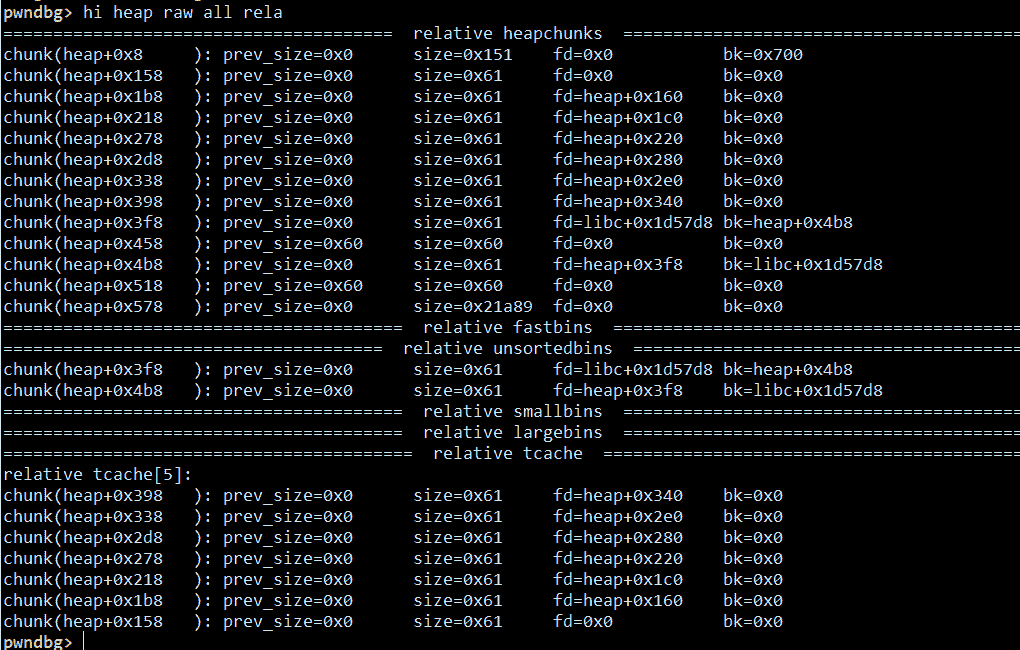 pwndbg> hi heap raw all rela
======================================= relative heapchunks ========================================
chunk(heap+0x8     ): prev_size=0x0      size=0x151    fd=0x0           bk=0x700
chunk(heap+0x158   ): prev_size=0x0      size=0x61     fd=0x0           bk=0x0
chunk(heap+0x1b8   ): prev_size=0x0      size=0x61     fd=heap+0x160    bk=0x0
chunk(heap+0x218   ): prev_size=0x0      size=0x61     fd=heap+0x1c0    bk=0x0
chunk(heap+0x278   ): prev_size=0x0      size=0x61     fd=heap+0x220    bk=0x0
chunk(heap+0x2d8   ): prev_size=0x0      size=0x61     fd=heap+0x280    bk=0x0
chunk(heap+0x338   ): prev_size=0x0      size=0x61     fd=heap+0x2e0    bk=0x0
chunk(heap+0x398   ): prev_size=0x0      size=0x61     fd=heap+0x340    bk=0x0
chunk(heap+0x3f8   ): prev_size=0x0      size=0x61     fd=libc+0x1d57d8 bk=heap+0x4b8
chunk(heap+0x458   ): prev_size=0x60     size=0x60     fd=0x0           bk=0x0
chunk(heap+0x4b8   ): prev_size=0x0      size=0x61     fd=heap+0x3f8    bk=libc+0x1d57d8
chunk(heap+0x518   ): prev_size=0x60     size=0x60     fd=0x0           bk=0x0
chunk(heap+0x578   ): prev_size=0x0      size=0x21a89  fd=0x0           bk=0x0
======================================== relative fastbins =========================================
====================================== relative unsortedbins =======================================
chunk(heap+0x3f8   ): prev_size=0x0      size=0x61     fd=libc+0x1d57d8 bk=heap+0x4b8
chunk(heap+0x4b8   ): prev_size=0x0      size=0x61     fd=heap+0x3f8    bk=libc+0x1d57d8
======================================== relative smallbins ========================================
======================================== relative largebins ========================================
========================================= relative tcache ==========================================
relative tcache[5]:
chunk(heap+0x398   ): prev_size=0x0      size=0x61     fd=heap+0x340    bk=0x0
chunk(heap+0x338   ): prev_size=0x0      size=0x61     fd=heap+0x2e0    bk=0x0
chunk(heap+0x2d8   ): prev_size=0x0      size=0x61     fd=heap+0x280    bk=0x0
chunk(heap+0x278   ): prev_size=0x0      size=0x61     fd=heap+0x220    bk=0x0
chunk(heap+0x218   ): prev_size=0x0      size=0x61     fd=heap+0x1c0    bk=0x0
chunk(heap+0x1b8   ): prev_size=0x0      size=0x61     fd=heap+0x160    bk=0x0
chunk(heap+0x158   ): prev_size=0x0      size=0x61     fd=0x0           bk=0x0
pwndbg>